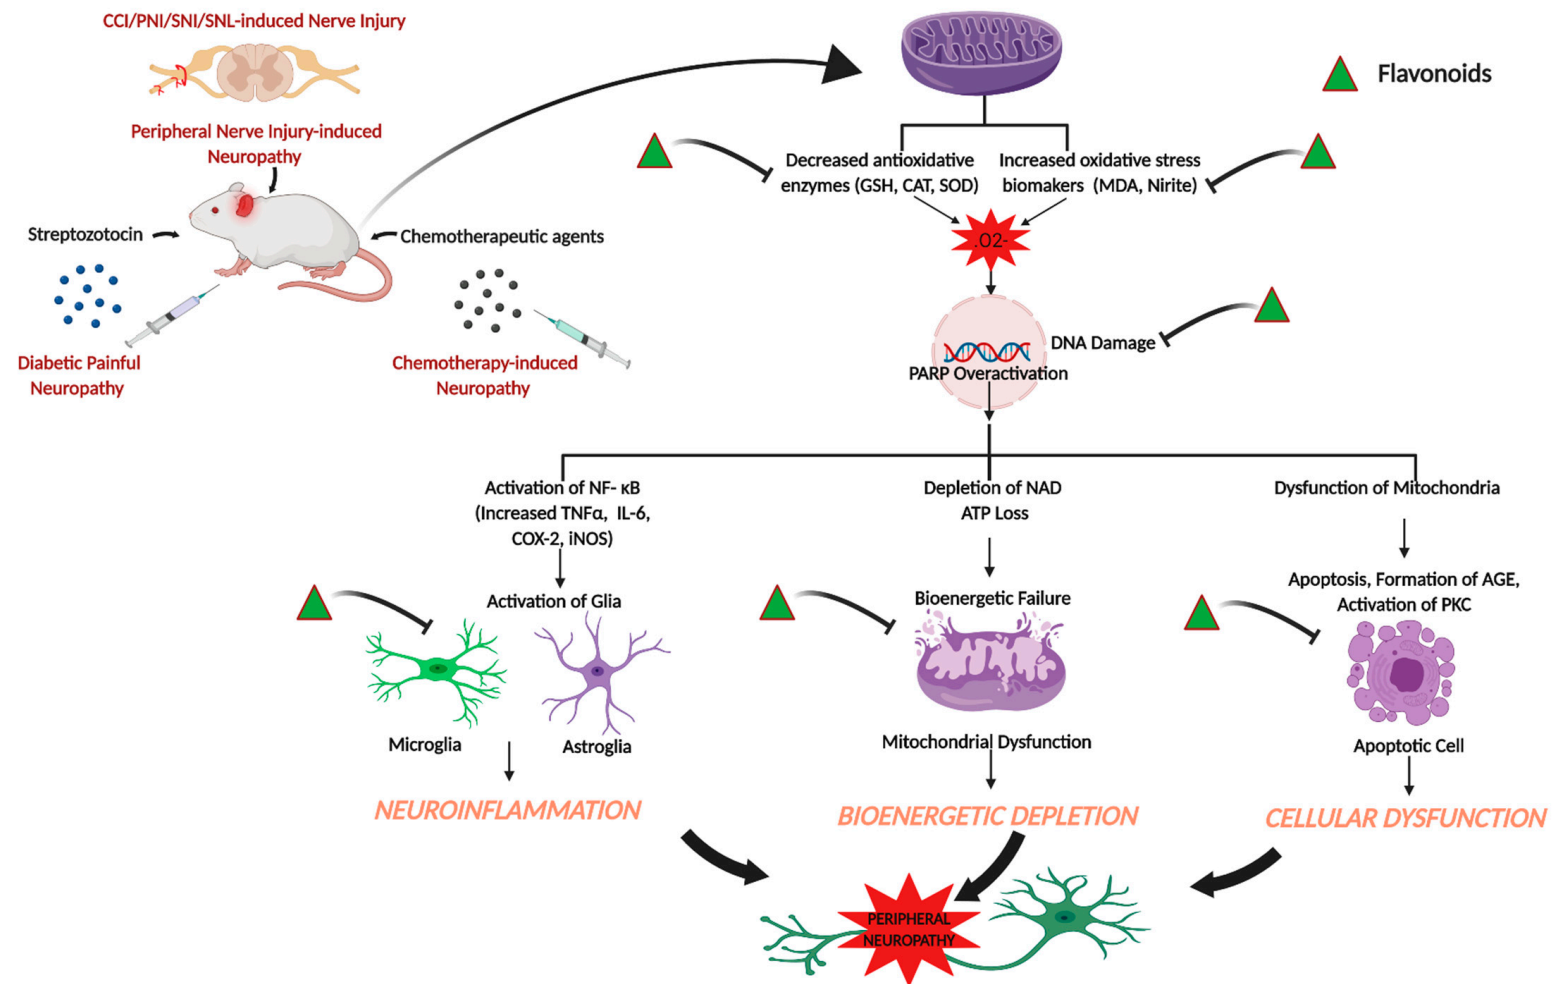 CCI/PNI/SNI/SNL-induced Nerve Injury
Peripheral Nerve Injury-induced
Neuropathy
Streptozotocin
Chemotherapeutic agents
Diabetic Painful
Neuropathy
Chemotherapy-induced
Neuropathy
Flavonoids
Decreased antioxidative
enzymes (GSH, CAT, SOD)
Increased oxidative stress
biomakers (MDA, Nirite)
.O2-
DNA Damage
PARP Overactivation
Activation of NF- κB
(Increased TNFα, IL-6,
COX-2, iNOS)
Activation of Glia
Microglia
Astroglia
NEUROINFLAMMATION
Depletion of NAD
ATP Loss
Bioenergetic Failure
Mitochondrial Dysfunction
BIOENERGETIC DEPLETION
Dysfunction of Mitochondria
Apoptosis, Formation of AGE,
Activation of PKC
Apoptotic Cell
CELLULAR DYSFUNCTION
PERIPHERAL
NEUROPATHY